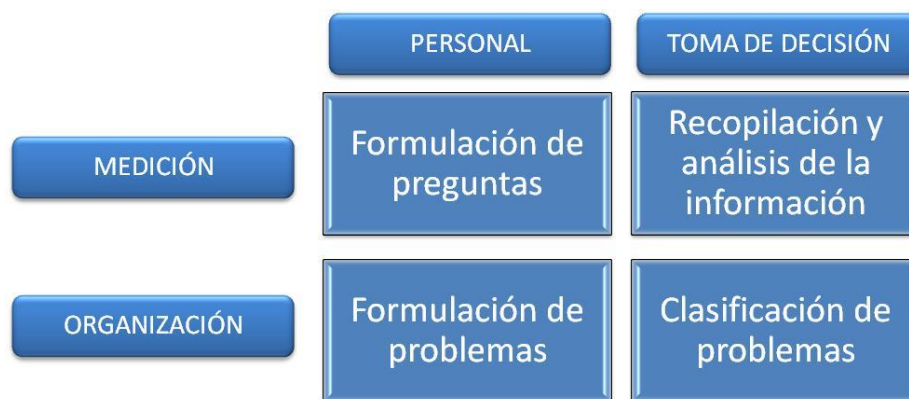 PERSONAL
TOMA DE DECISIÓN
MEDICIÓN
Formulación de
preguntas
Recopilación y
análisis de la
información
ORGANIZACIÓN
Formulación de
problemas
Clasificación de
problemas